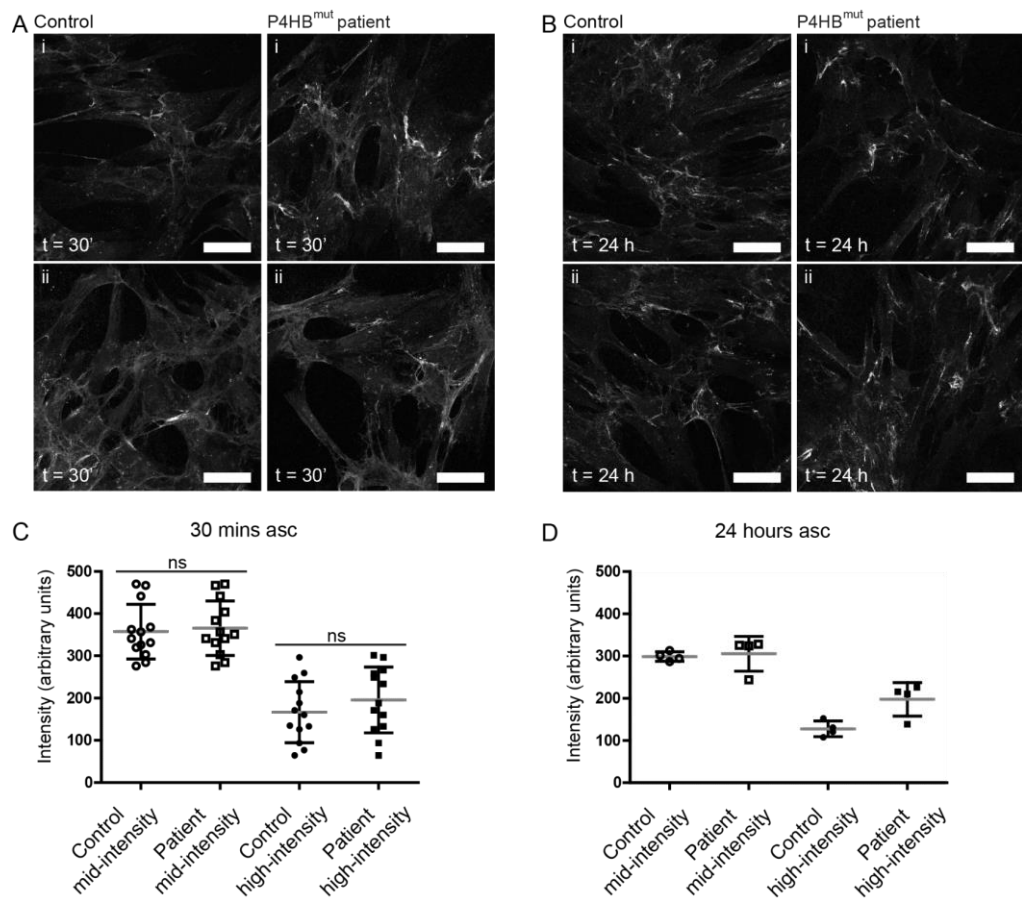 A Control
P4HBmut patient
B Control
P4HBmut patient
i
t = 30’
i
t = 30’
i
t = 24 h
i
t = 24 h
ii
t = 30’
ii
t = 30’
ii
t = 24 h
ii
t = 24 h
C
30 mins asc
Intensity (arbitrary units)
500
400
300
200
100
0
ns
ns
Control
mid-intensity
Patient
mid-intensity
Control
high-intensity
Patient
high-intensity
D
24 hours asc
Intensity (arbitrary units)
500
400
300
200
100
0
Control
mid-intensity
Patient
mid-intensity
Control
high-intensity
Patient
high-intensity